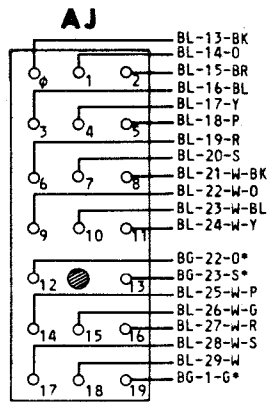 AJ
BL-13-BK
BL-14-O
BL-15-BR
BL-16-BL
BL-17-Y
BL-18-P
BL-19-R
BL-20-S
BL-21-W-BK
BL-22-W-O
BL-23-W-BL
BL-24-W-Y
BG-22-O*
BG-23-S*
BL-25-W-P
BL-26-W-G
BL-27-W-R
BL-28-W-S
BL-29-W
BG-1-G*
φ 1 2
3 4 5
6 7 8
9 10 11
12 13
14 15 16
17 18 19